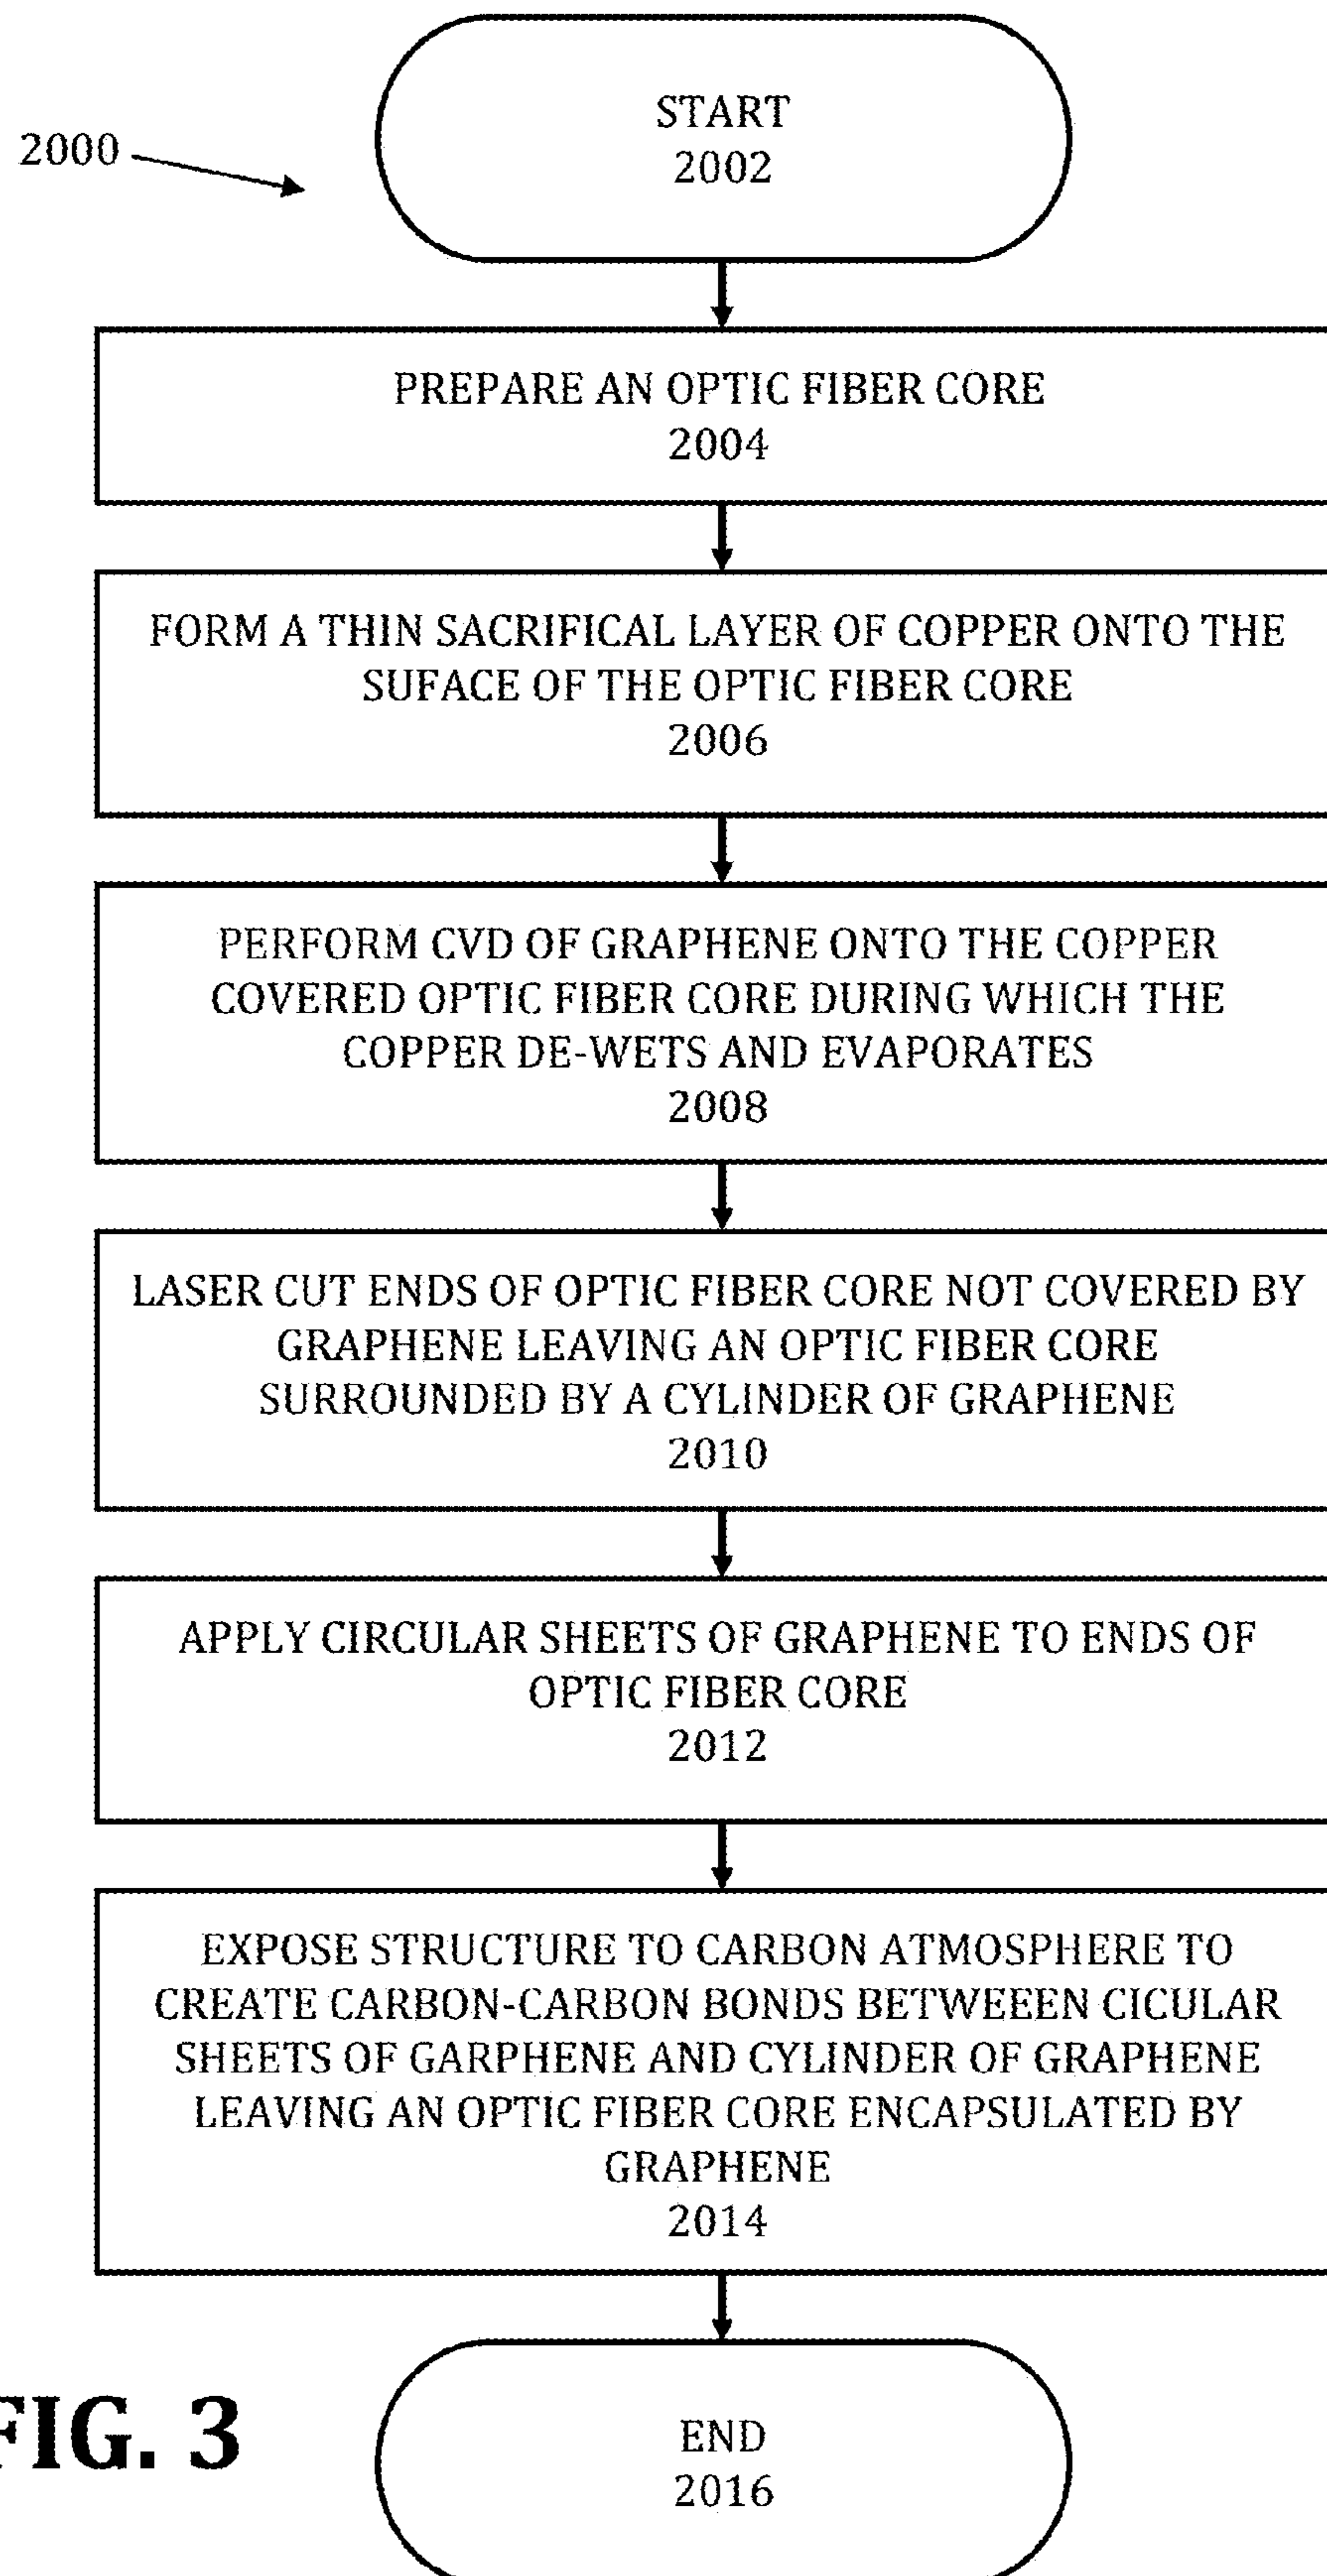 START
2002
2000
PREPARE AN OPTIC FIBER CORE
2004
FORM A THIN SACRIFICAL LAYER OF COPPER ONTO THE
SUFACE OF THE OPTIC FIBER CORE
2006
PERFORM CVD OF GRAPHENE ONTO THE COPPER
COVERED OPTIC FIBER CORE DURING WHICH THE
COPPER DE-WETS AND EVAPORATES
2008
LASER CUT ENDS OF OPTIC FIBER CORE NOT COVERED BY
GRAPHENE LEAVING AN OPTIC FIBER CORE
SURROUNDED BY A CYLINDER OF GRAPHENE
2010
APPLY CIRCULAR SHEETS OF GRAPHENE TO ENDS OF
OPTIC FIBER CORE
2012
EXPOSE STRUCTURE TO CARBON ATMOSPHERE TO
CREATE CARBON-CARBON BONDS BETWEEEN CICULAR
SHEETS OF GARPHENE AND CYLINDER OF GRAPHENE
LEAVING AN OPTIC FIBER CORE ENCAPSULATED BY
GRAPHENE
2014
FIG. 3
END
2016